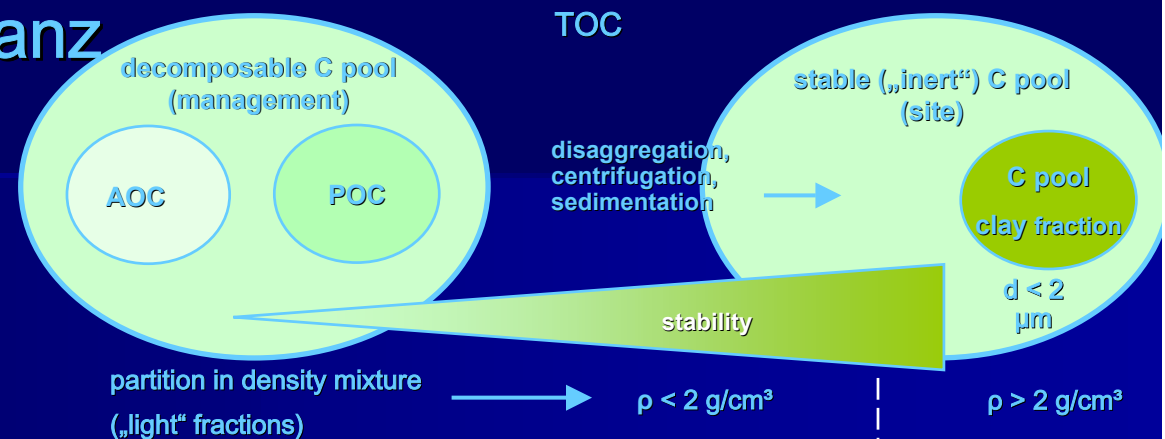 anz
TOC
decomposable C pool
(management)
AOC
POC
disaggregation,
centrifugation,
sedimentation
stable („inert“) C pool
(site)
C pool
clay fraction
d < 2
µm
stability
partition in density mixture
(„light“ fractions)
ρ < 2 g/cm³
ρ > 2 g/cm³